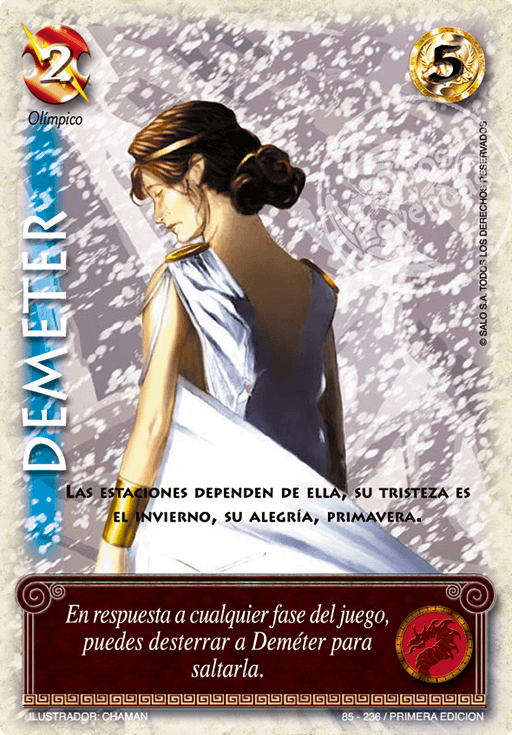 2
5
Olímpico
DEMETER
© SALO S.A. TODOS LOS DERECHOS RESERVADOS
LAS ESTACIONES DEPENDEN DE ELLA, SU TRISTEZA ES
EL INVIERNO, SU ALEGRÍA, PRIMAVERA.
En respuesta a cualquier fase del juego,
puedes desterrar a Deméter para
saltarla.
ILUSTRADOR: CHAMAN
85 - 236 / PRIMERA EDICION